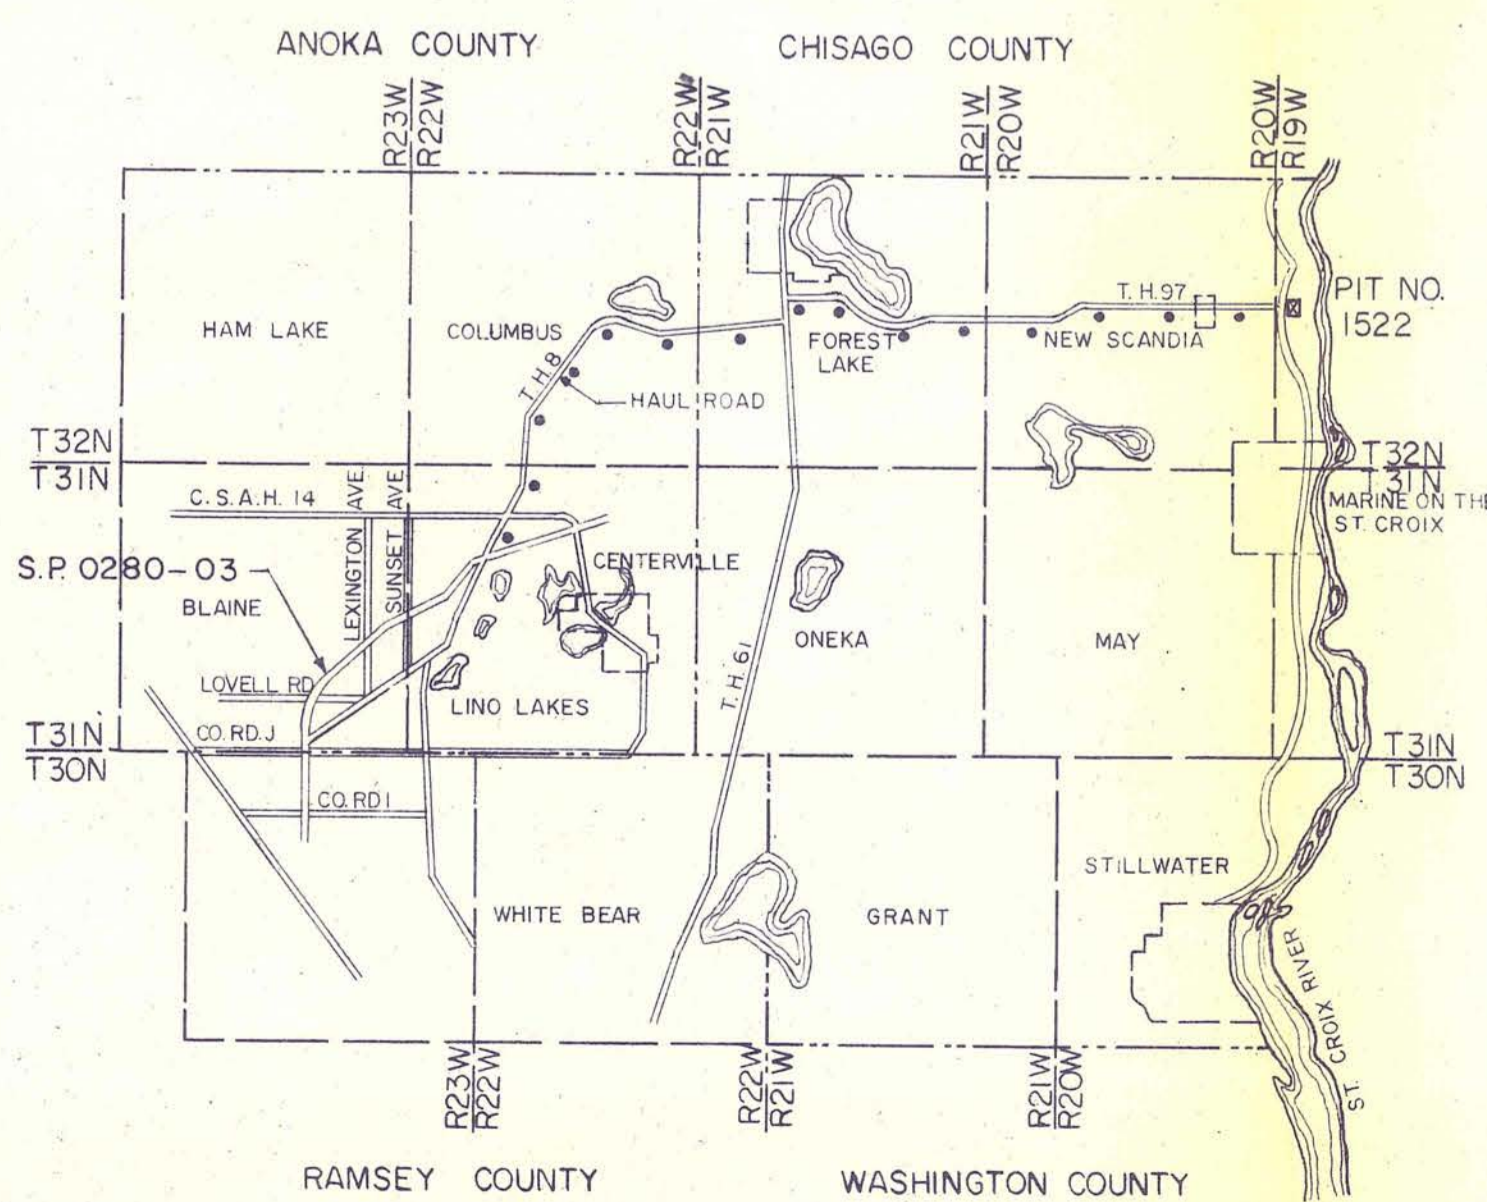 ANOKA COUNTY
CHISAGO COUNTY
R23W
R22W
R22W
R21W
R21W
R20W
R20W
R19W
T.H.97
PIT NO.
1522
HAM LAKE
COLUMBUS
FOREST
LAKE
NEW SCANDIA
T.H.8
HAUL ROAD
T32N
T31N
T32N
T31N
C.S.A.H. 14
LEXINGTON AVE.
SUNSET AVE.
MARINE ON THE
ST. CROIX
S.P. 0280-03
BLAINE
CENTERVILLE
ONEKA
MAY
LOVELL RD.
LINO LAKES
T.H.61
CO.RD.J
T31N
T30N
T31N
T30N
CO.RD I
STILLWATER
WHITE BEAR
GRANT
ST. CROIX RIVER
R23W
R22W
R22W
R21W
R21W
R20W
RAMSEY COUNTY
WASHINGTON COUNTY